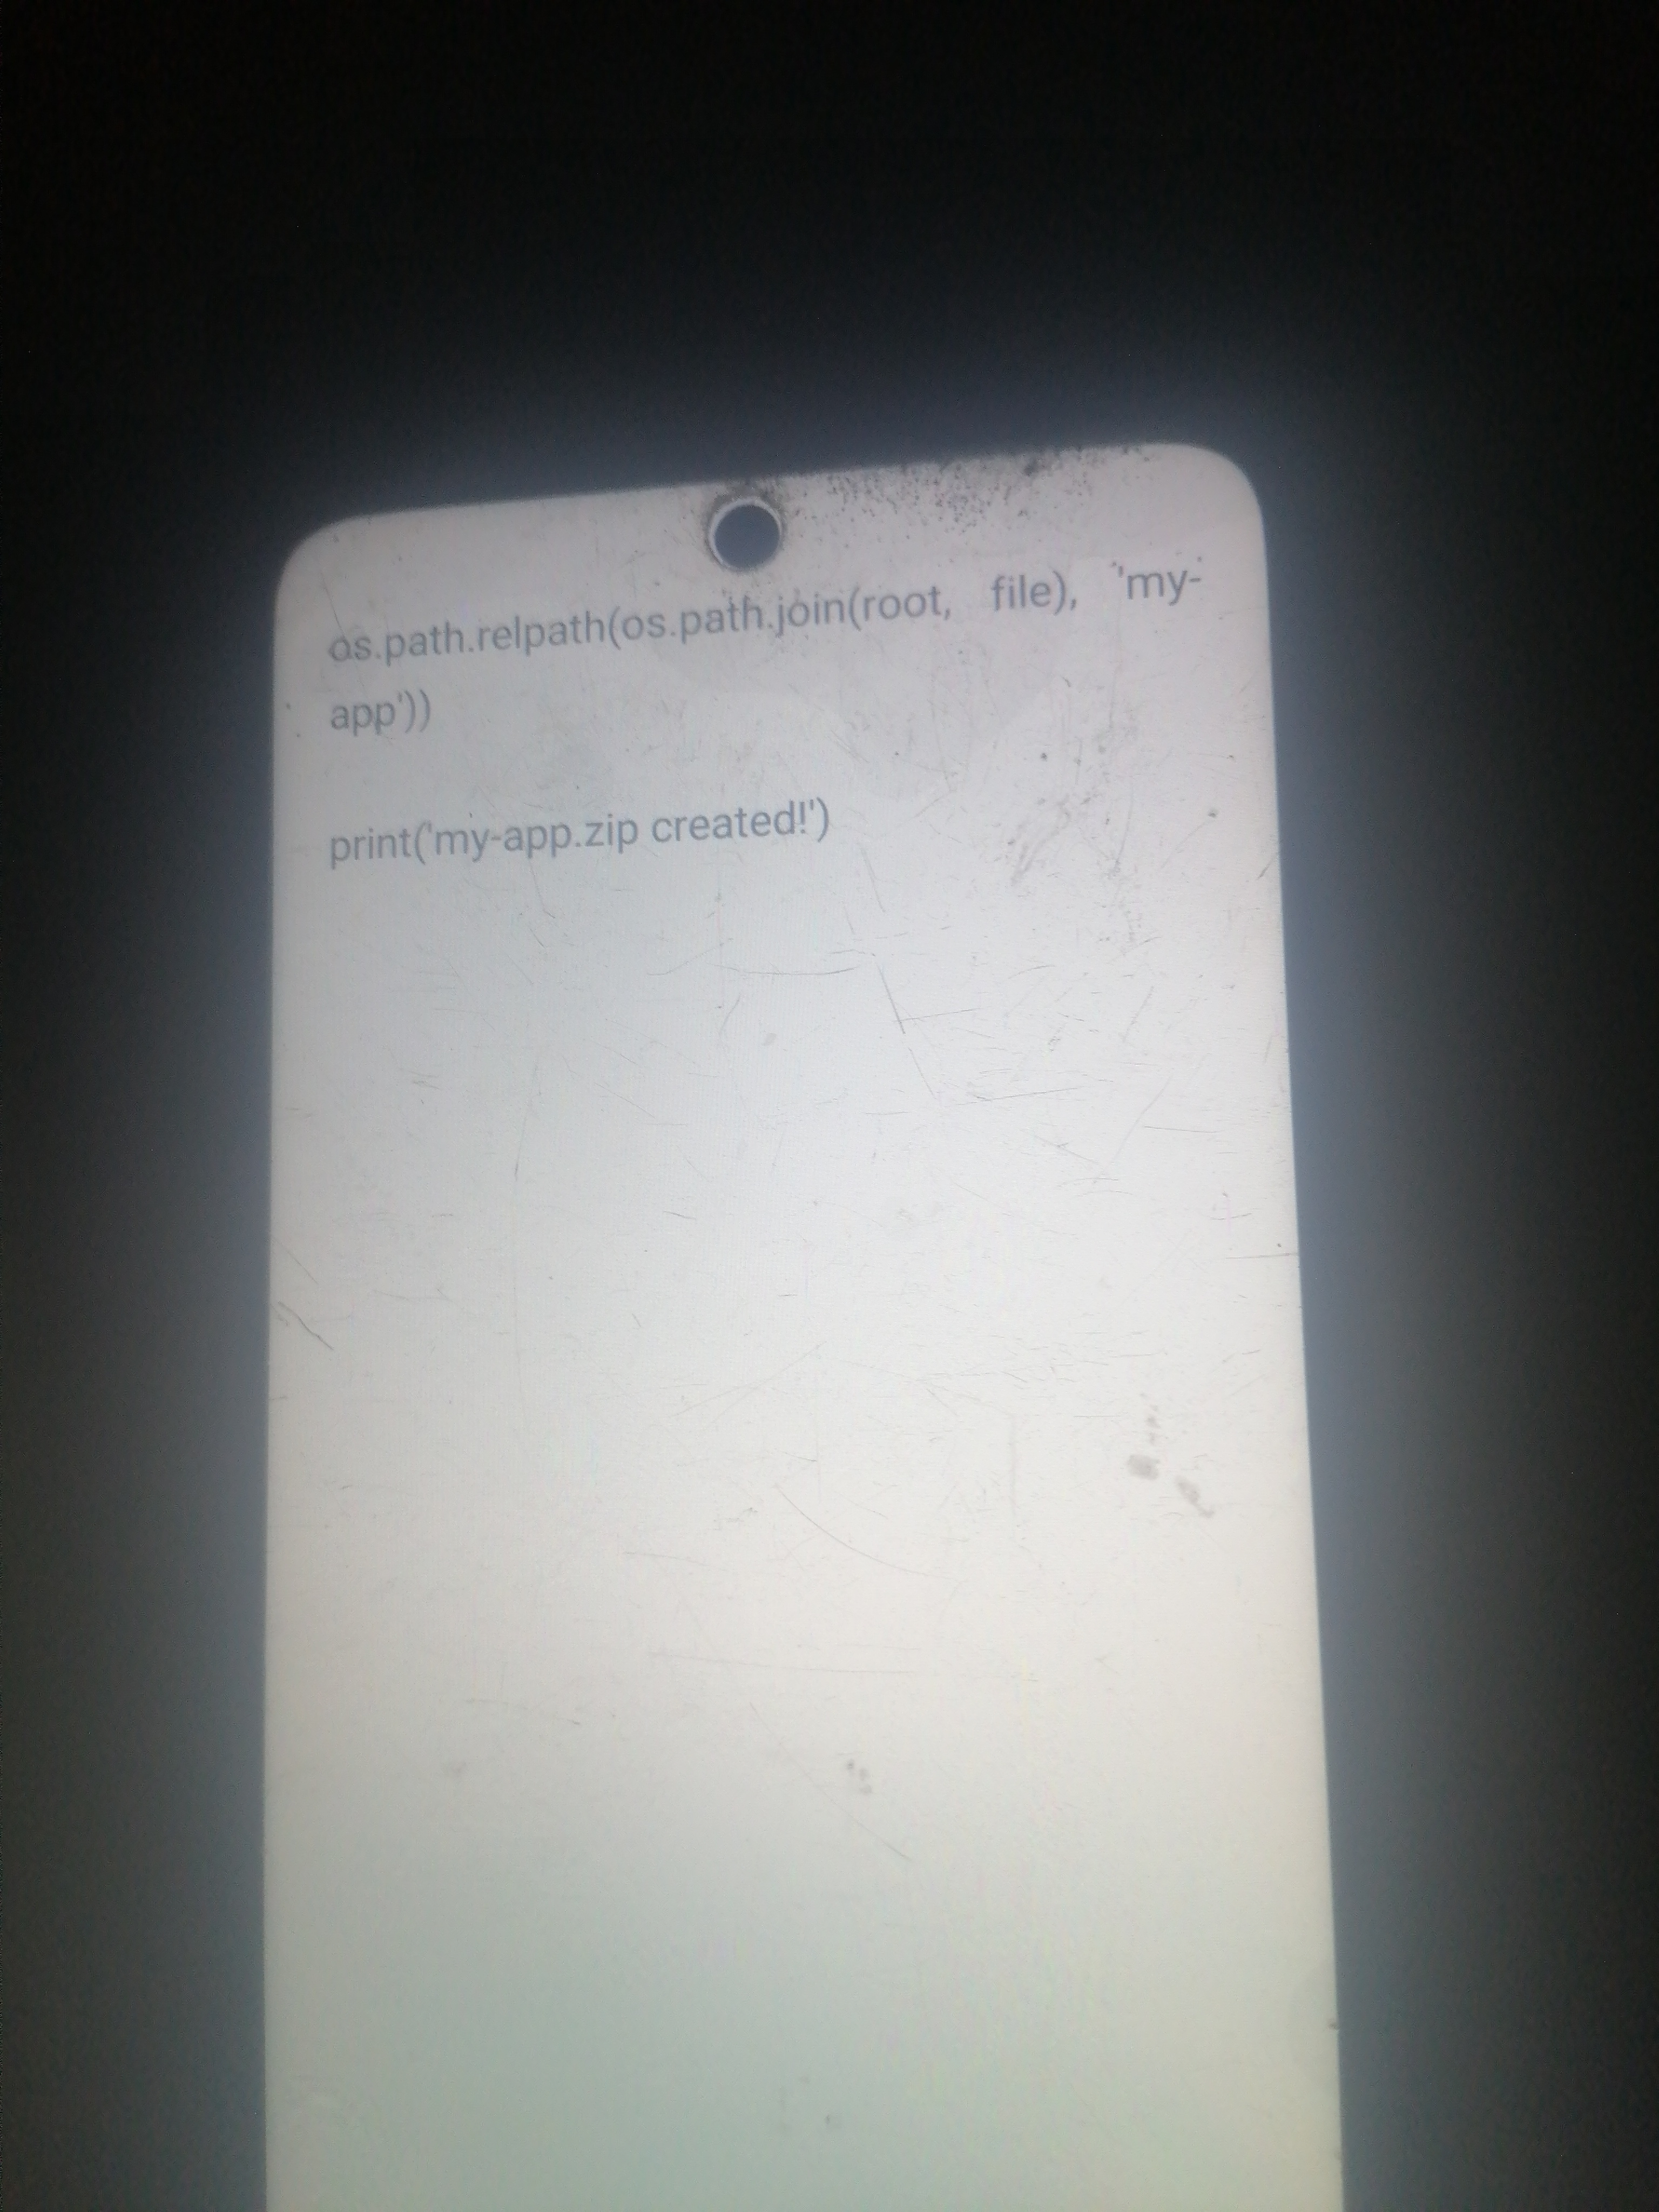 os.path.relpath(os.path.join(root, file), 'my-
app'))
print('my-app.zip created!')